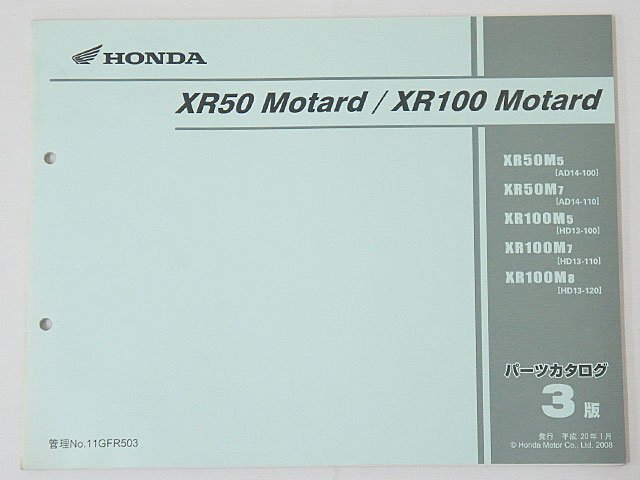 HONDA
XR50 Motard / XR100 Motard
XR50M5
[AD14-100]
XR50M7
[AD14-110]
XR100M5
[HD13-100]
XR100M7
[HD13-110]
XR100M8
[HD13-120]
パーツカタログ
3版
発行 平成 20年1月
© Honda Motor Co., Ltd. 2008
管理No.11GFR503